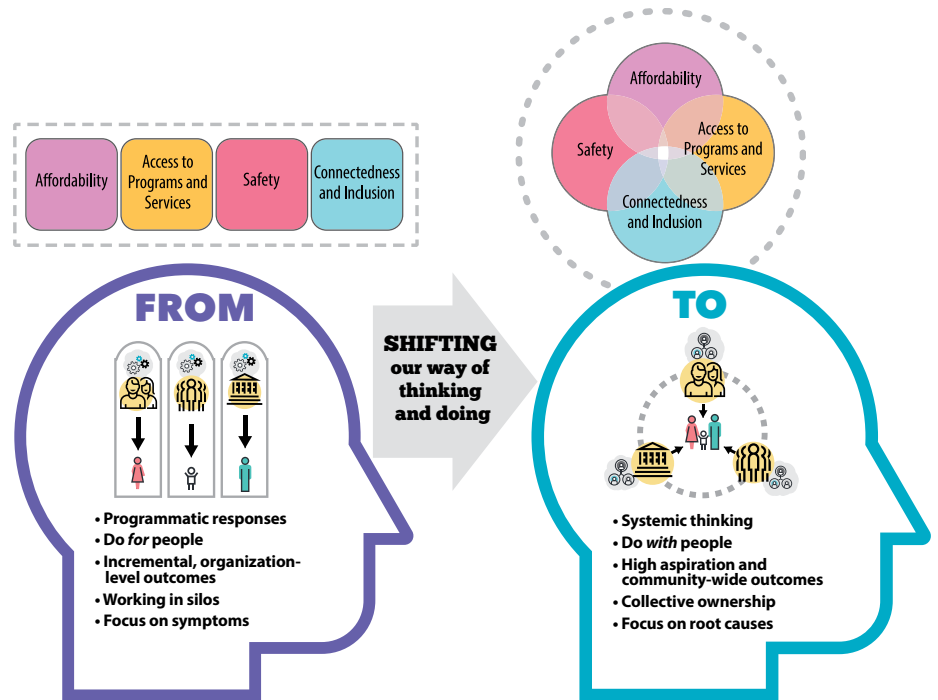 Affordability
Access to
Programs and
Services
Safety
Connectedness
and Inclusion
Affordability
Safety
Access to
Programs and
Services
Connectedness
and Inclusion
FROM
• Programmatic responses
• Do for people
• Incremental, organization-
level outcomes
• Working in silos
• Focus on symptoms
SHIFTING
our way of
thinking
and doing
TO
• Systemic thinking
• Do with people
• High aspiration and
community-wide outcomes
• Collective ownership
• Focus on root causes